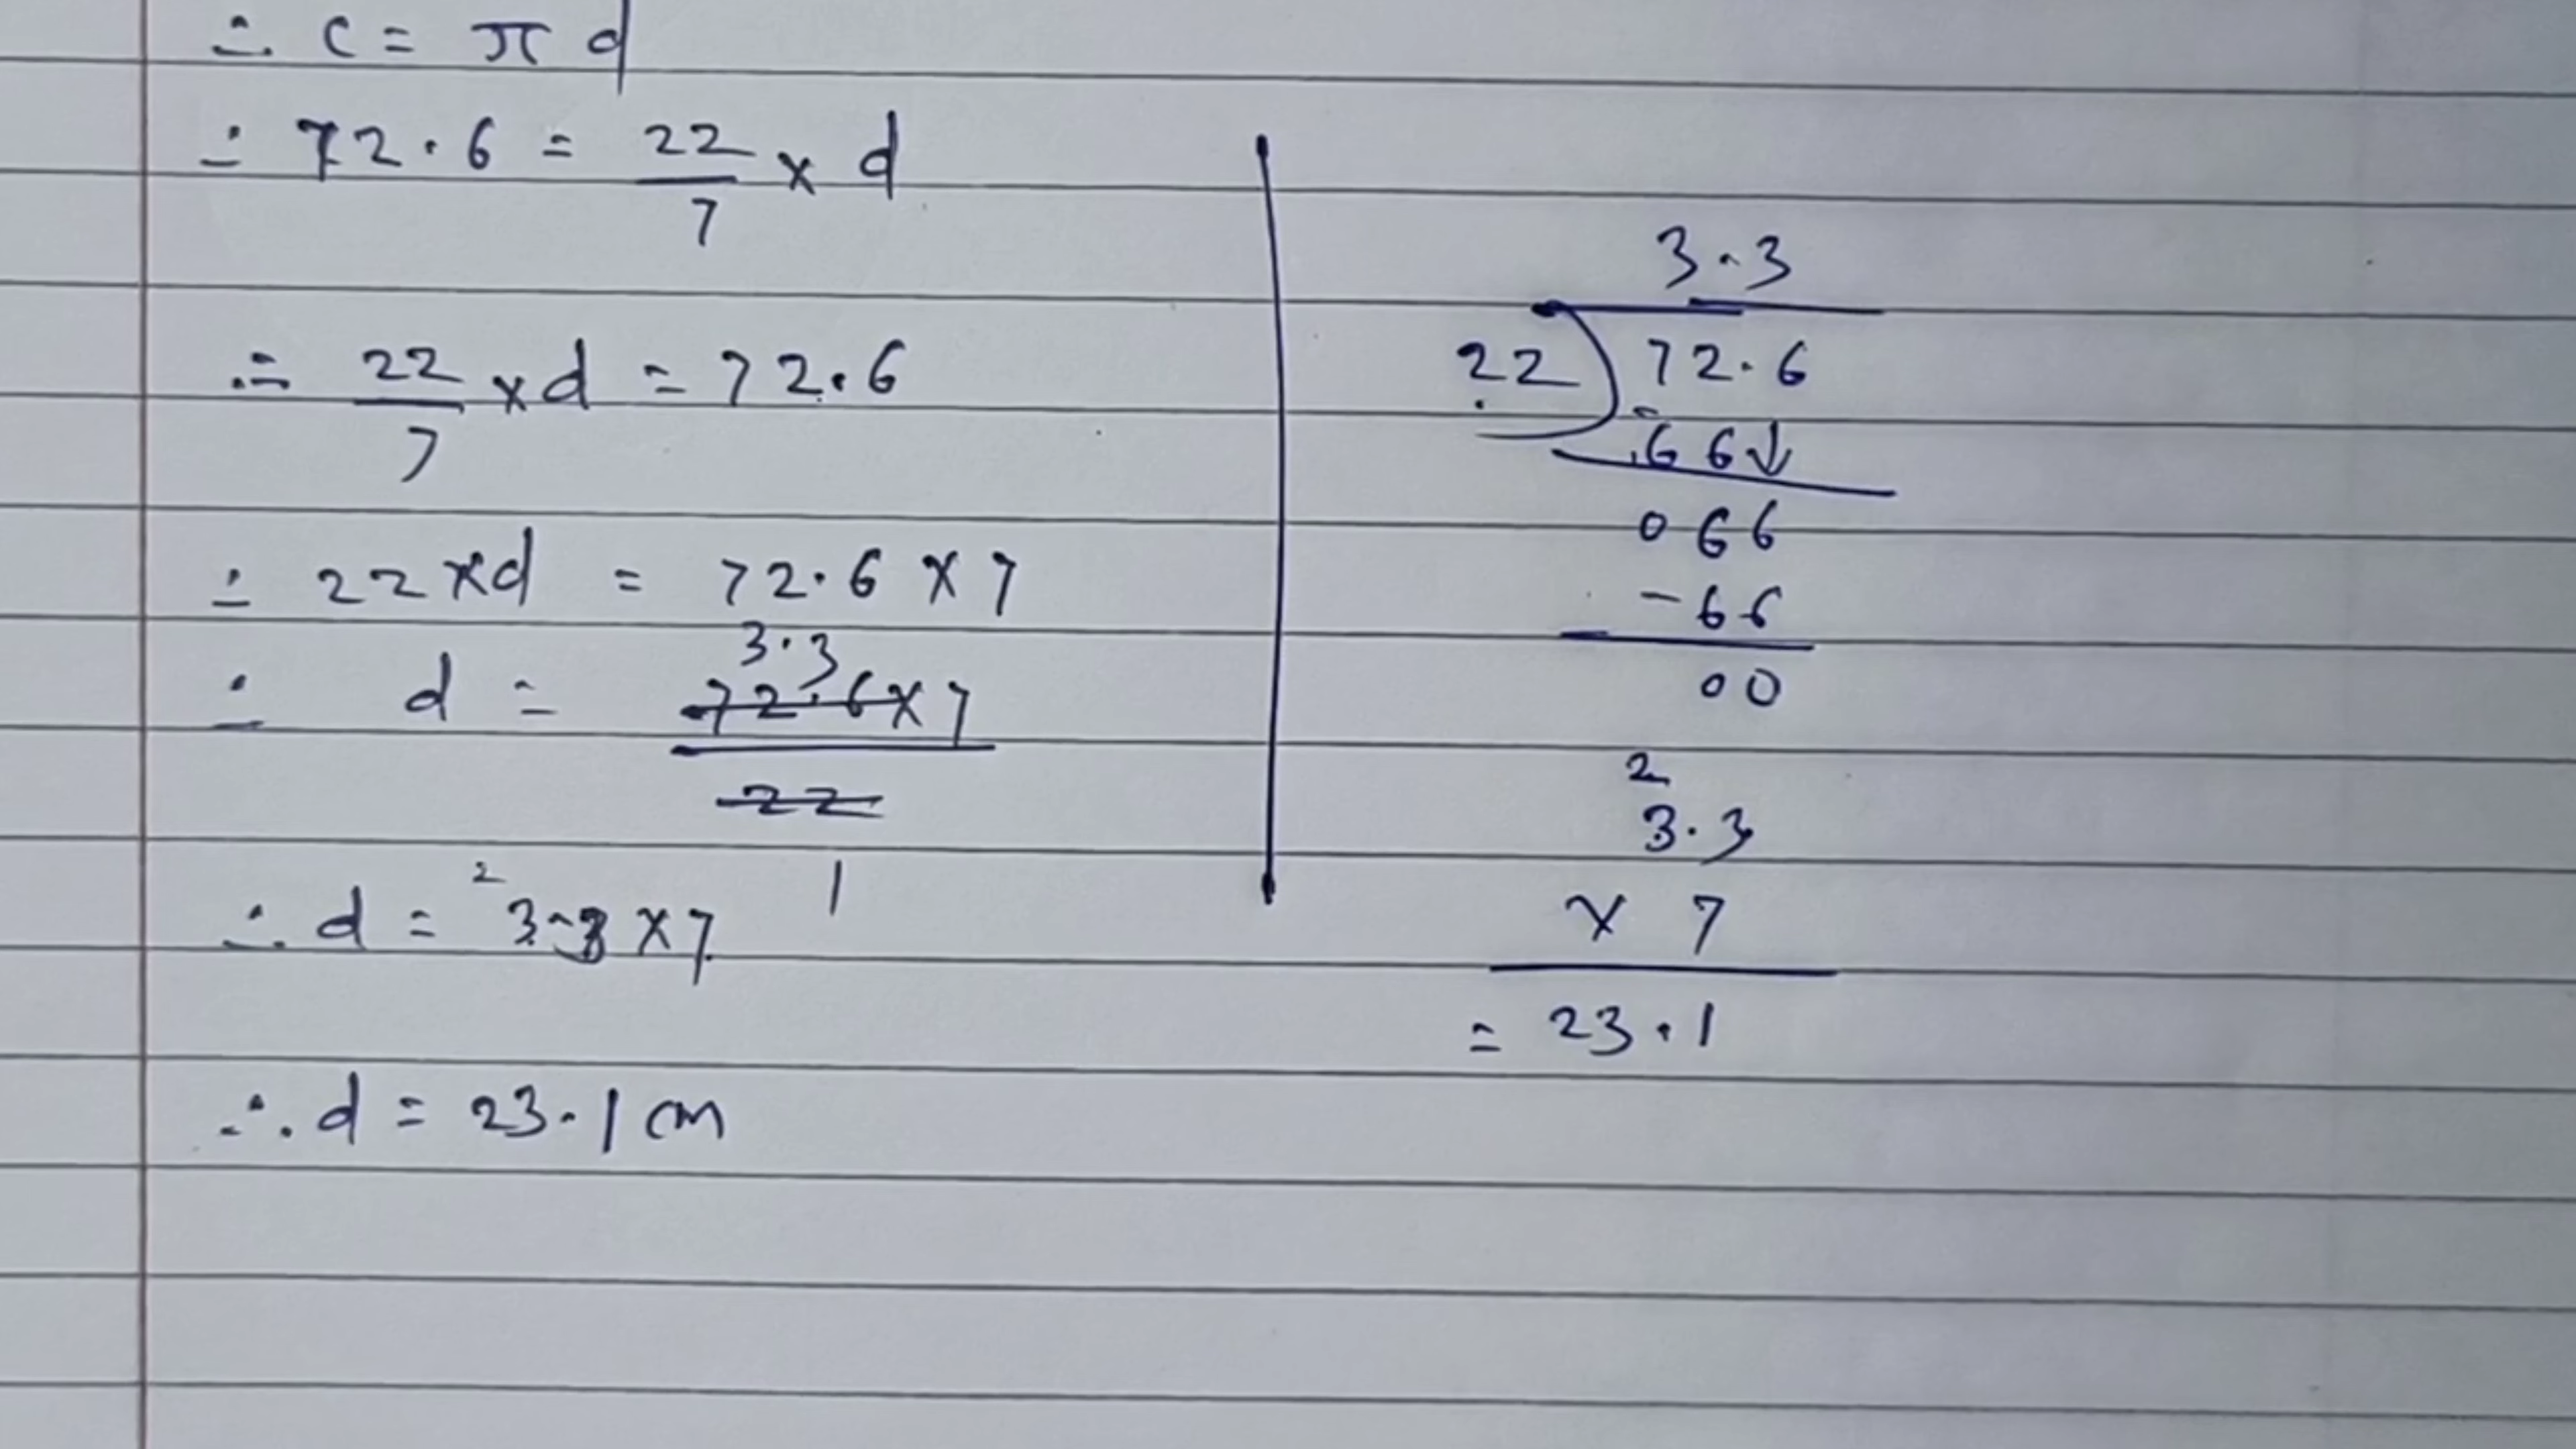 ∴ C = π d
∴ 72.6 = 22/7 × d
∴ 22/7 × d = 72.6
∴ 22 × d = 72.6 × 7
3.3
∴ d = 72.6 × 7
22
1
2
∴ d = 3.3 × 7
∴ d = 23.1 cm
3.3
22 ) 72.6
- 66↓
066
- 66
00
2
3.3
× 7
= 23.1